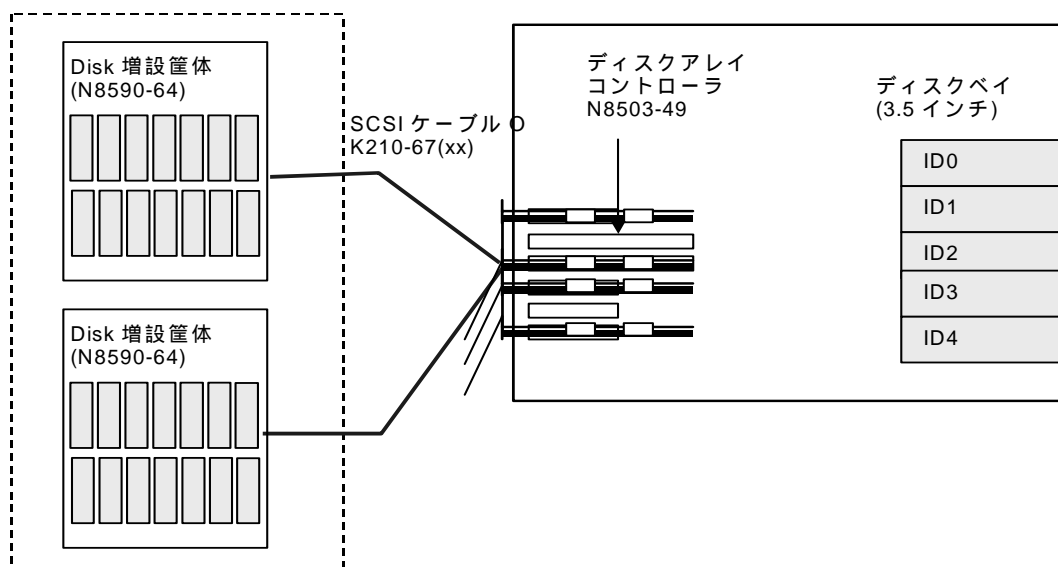 Disk 増設筐体
(N8590-64)
SCSI ケーブル O
K210-67(xx)
ディスクアレイ
コントローラ
N8503-49
ディスクベイ
(3.5 インチ)
ID0
ID1
ID2
ID3
ID4
Disk 増設筐体
(N8590-64)